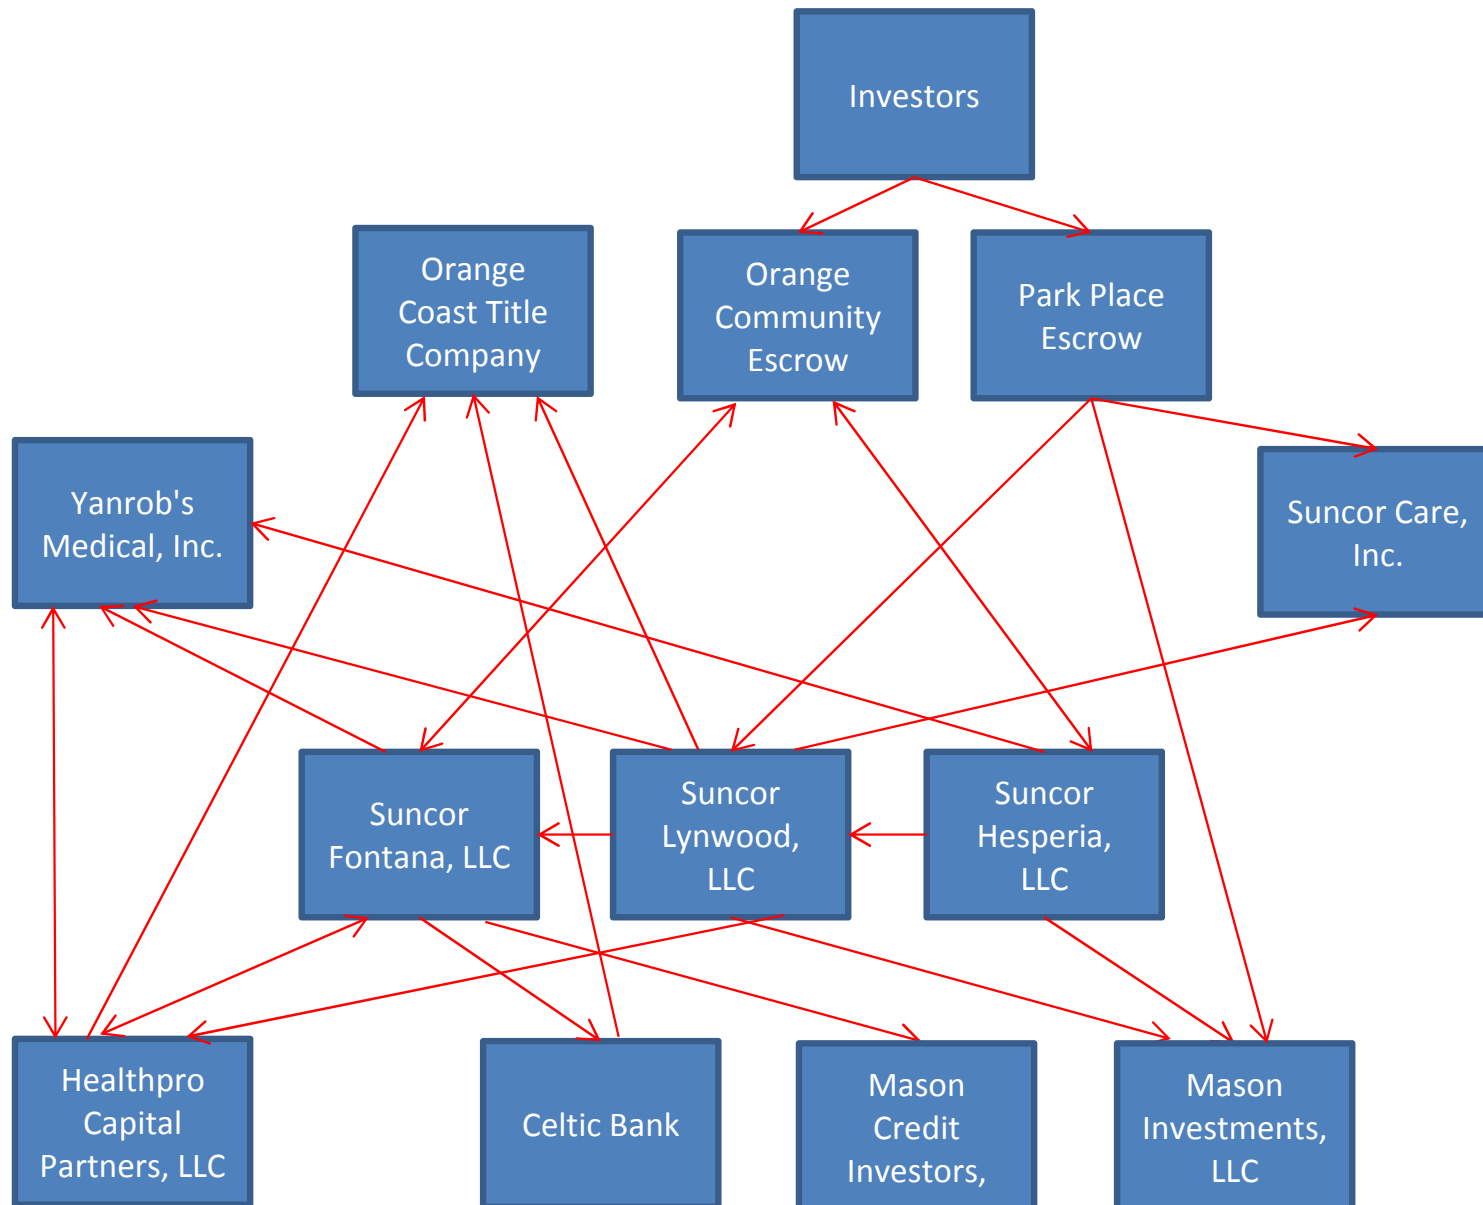 Investors
Orange
Coast Title
Company
Orange
Community
Escrow
Park Place
Escrow
Yanrob's
Medical, Inc.
Suncor Care,
Inc.
Suncor
Fontana, LLC
Suncor
Lynwood,
LLC
Suncor
Hesperia,
LLC
Healthpro
Capital
Partners, LLC
Celtic Bank
Mason
Credit
Investors,
Mason
Investments,
LLC